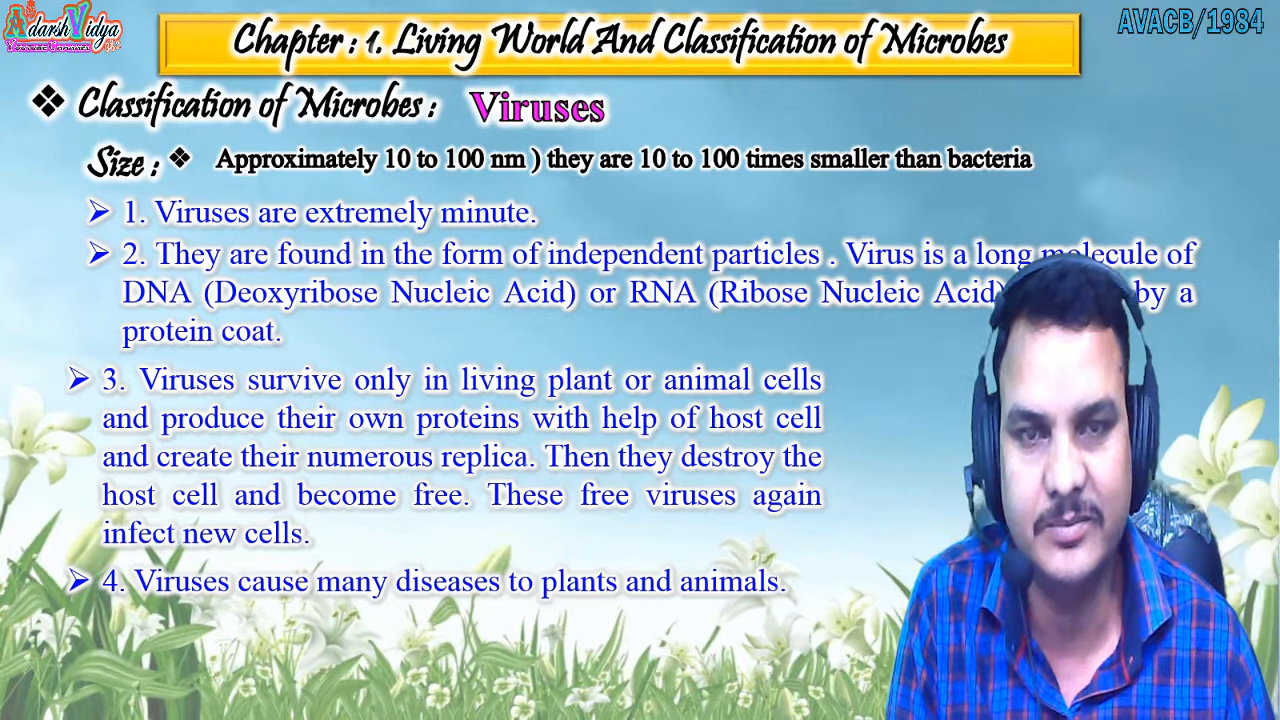 Adarsh Vidya
AVACB/1984
Chapter : 1. Living World And Classification of Microbes
❖ Classification of Microbes : Viruses
Size : ❖ Approximately 10 to 100 nm ) they are 10 to 100 times smaller than bacteria
➢ 1. Viruses are extremely minute.
➢ 2. They are found in the form of independent particles . Virus is a long molecule of
DNA (Deoxyribose Nucleic Acid) or RNA (Ribose Nucleic Acid) by a
protein coat.
➢ 3. Viruses survive only in living plant or animal cells
and produce their own proteins with help of host cell
and create their numerous replica. Then they destroy the
host cell and become free. These free viruses again
infect new cells.
➢ 4. Viruses cause many diseases to plants and animals.